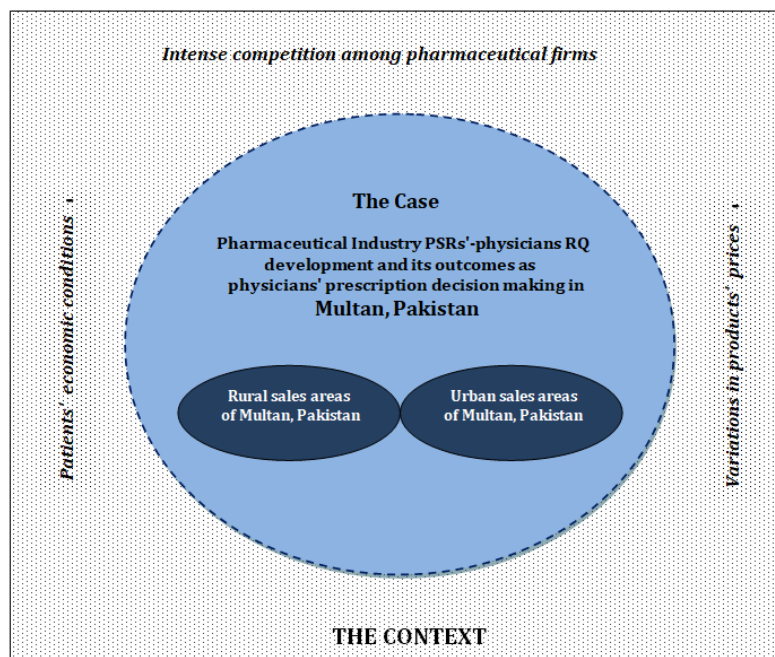 Intense competition among pharmaceutical firms
Patients' economic conditions
The Case
Pharmaceutical Industry PSRs'-physicians RQ
development and its outcomes as
physicians' prescription decision making in
Multan, Pakistan
Rural sales areas
of Multan, Pakistan
Urban sales areas
of Multan, Pakistan
Variations in products' prices
THE CONTEXT